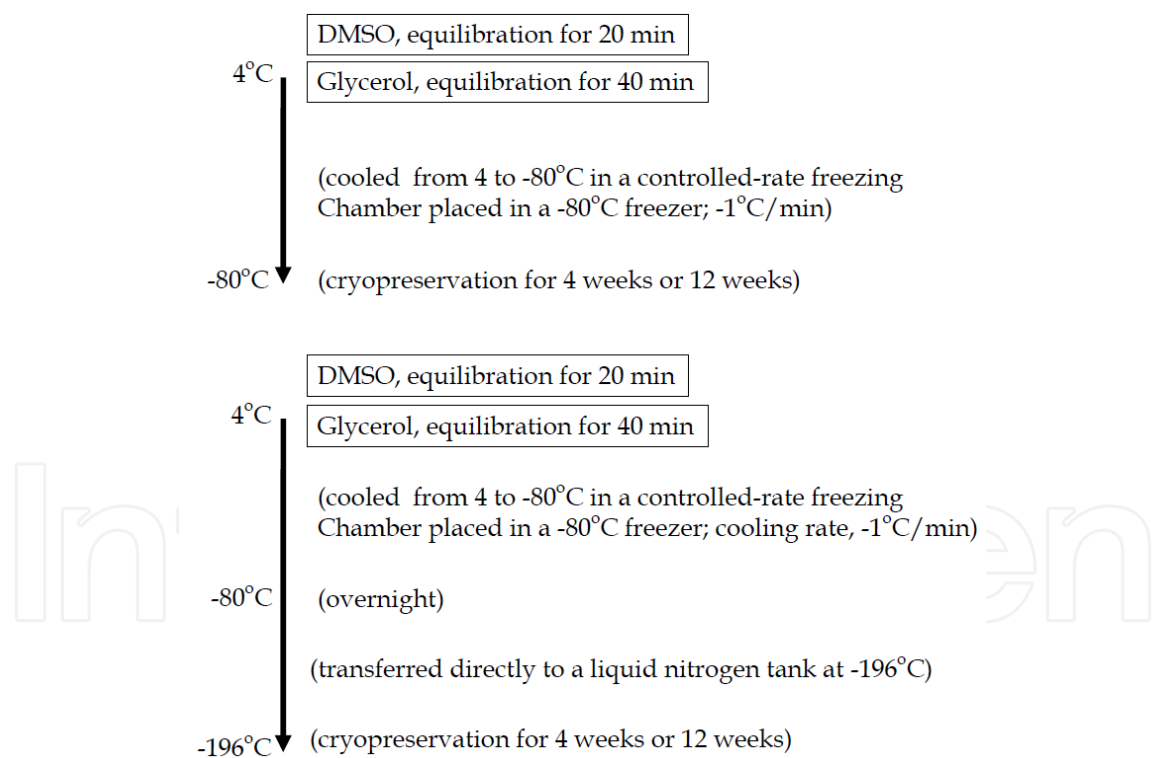 DMSO, equilibration for 20 min
4°C
Glycerol, equilibration for 40 min
(cooled from 4 to -80°C in a controlled-rate freezing
Chamber placed in a -80°C freezer; -1°C/min)
-80°C (cryopreservation for 4 weeks or 12 weeks)
DMSO, equilibration for 20 min
4°C
Glycerol, equilibration for 40 min
(cooled from 4 to -80°C in a controlled-rate freezing
Chamber placed in a -80°C freezer; cooling rate, -1°C/min)
-80°C (overnight)
(transferred directly to a liquid nitrogen tank at -196°C)
-196°C (cryopreservation for 4 weeks or 12 weeks)